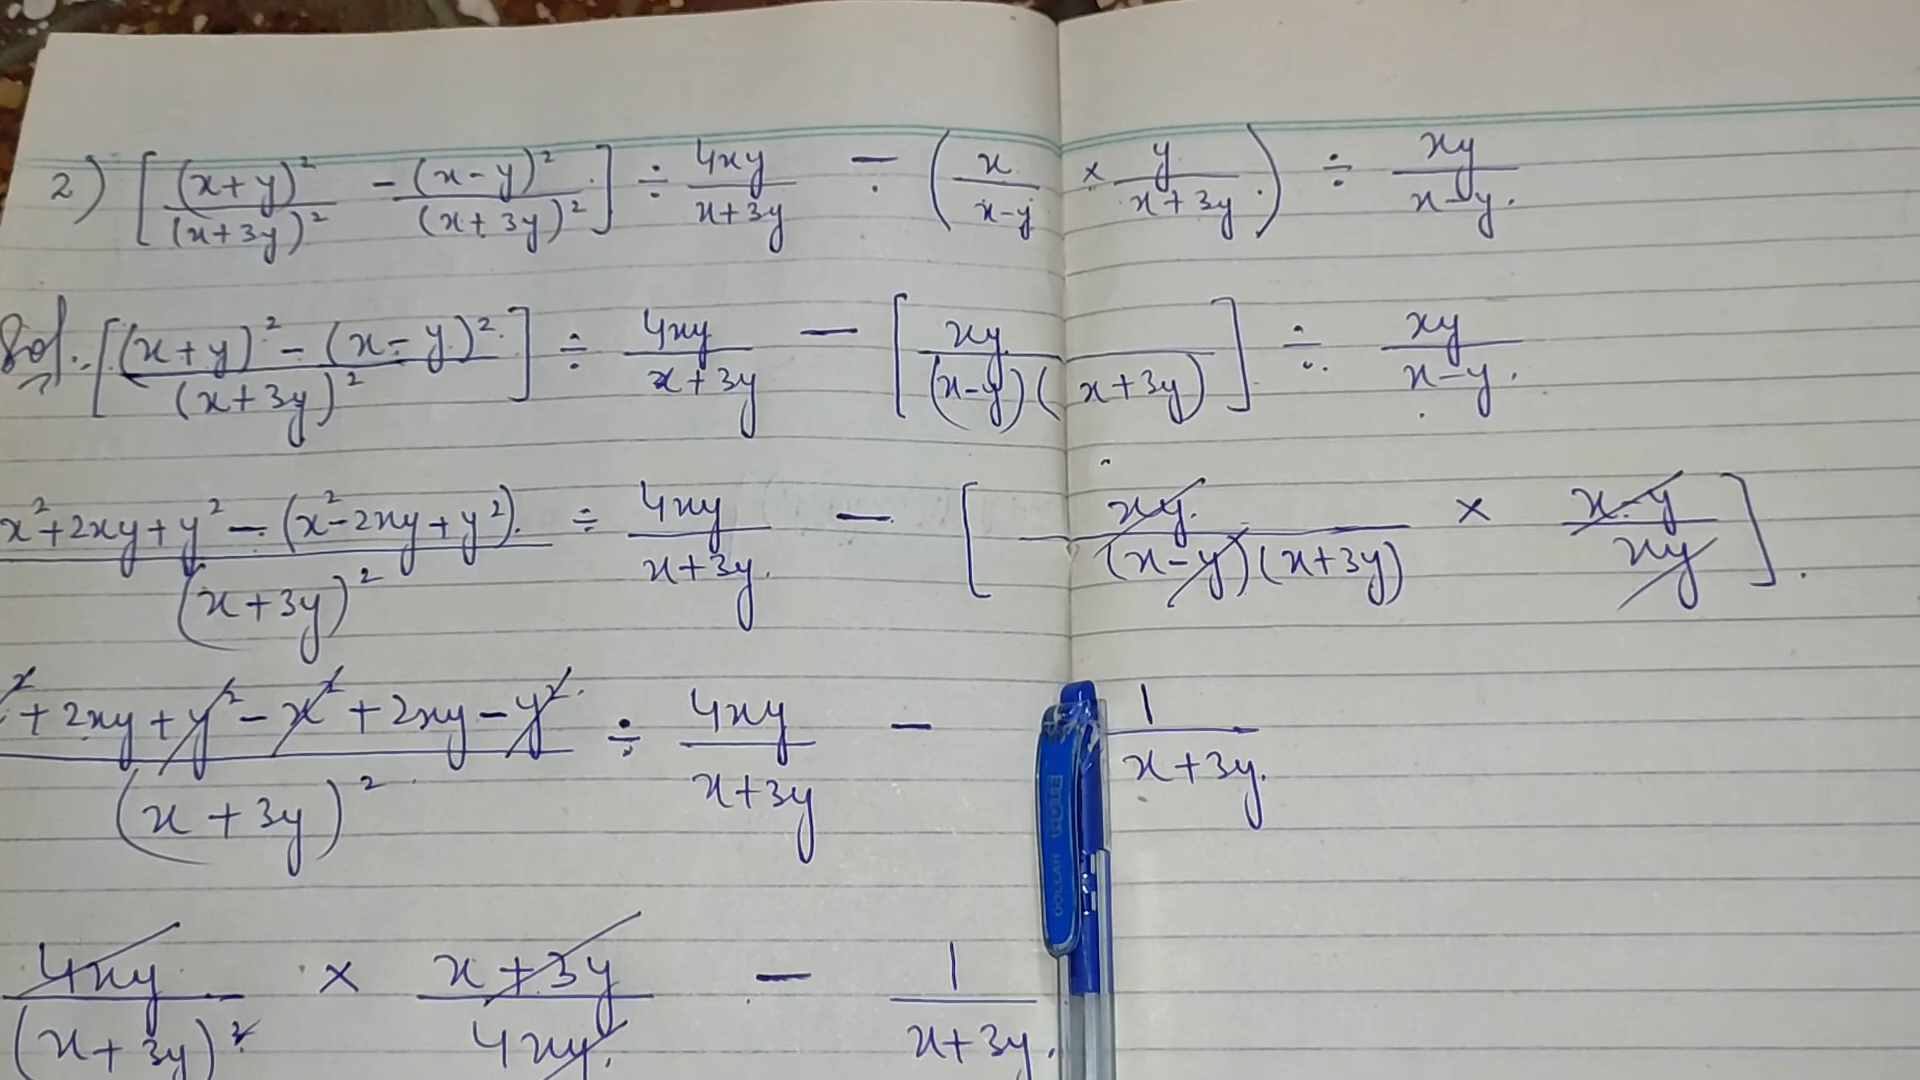 2) [(x+y)²/(x+3y)² - (x-y)²/(x+3y)²] ÷ 4xy/x+3y - (x/x-y × y/x+3y) ÷ xy/x-y.
Sol. [(x+y)² - (x-y)²/(x+3y)²] ÷ 4xy/x+3y - [xy/(x-y)(x+3y)] ÷ xy/x-y.
x²+2xy+y² - (x²-2xy+y²)/(x+3y)² ÷ 4xy/x+3y. - [xy/(x-y)(x+3y) × x-y/xy].
²+2xy+y²-x²+2xy-y²/(x+3y)² ÷ 4xy/x+3y - 1/x+3y.
4xy/(x+3y)² × x+3y/4xy. - 1/x+3y.
DOLLAR